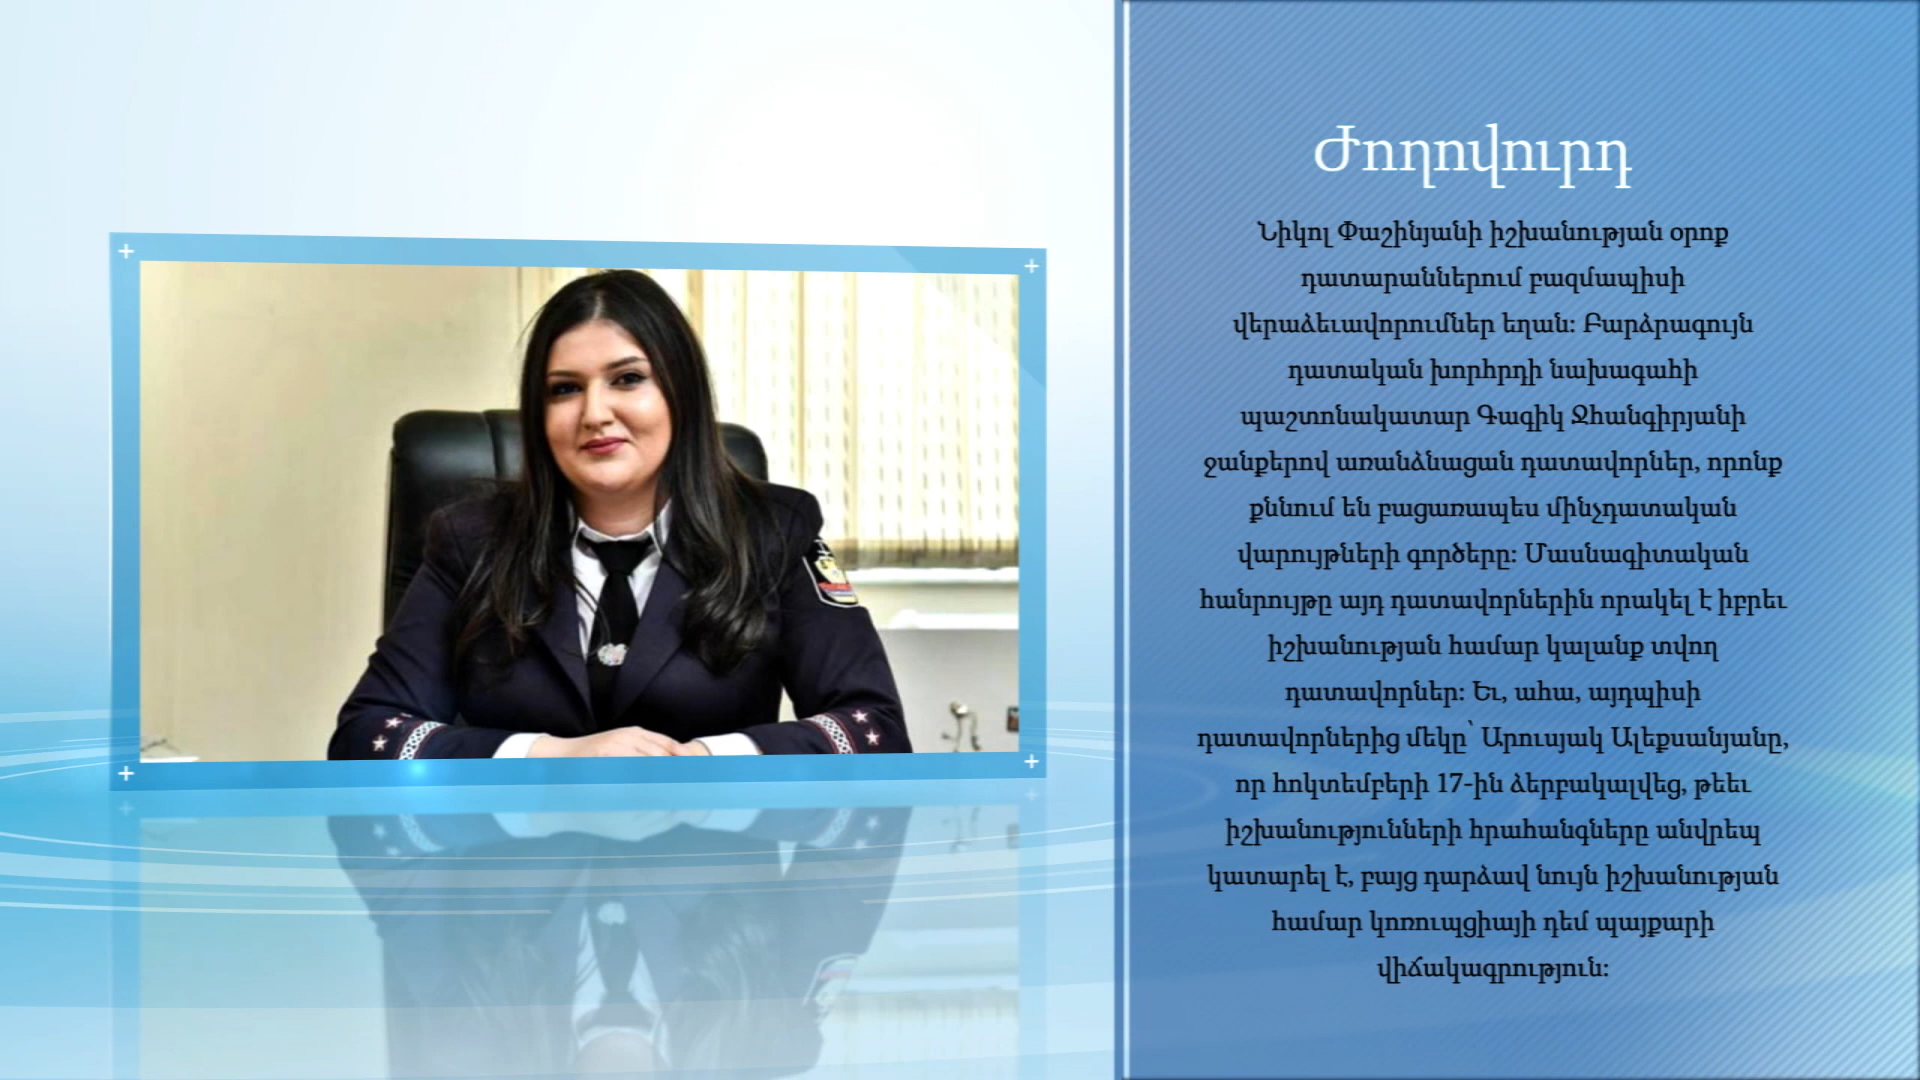 Ժողովուրդ
Նիկոլ Փաշինյանի իշխանության օրոք
դատարաններում բազմապիսի
վերաձեւավորումներ եղան։ Բարձրագույն
դատական խորհրդի նախագահի
պաշտոնակատար Գագիկ Ջհանգիրյանի
ջանքերով առանձնացան դատավորներ, որոնք
քննում են բացառապես մինչդատական
վարույթների գործերը։ Մասնագիտական
հանրույթը այդ դատավորներին որակել է իբրեւ
իշխանության համար կալանք տվող
դատավորներ։ Եւ, ահա, այդպիսի
դատավորներից մեկը՝ Արուսյակ Ալեքսանյանը,
որ հոկտեմբերի 17-ին ձերբակալվեց, թեեւ
իշխանությունների հրահանգները անվրեպ
կատարել է, բայց դարձավ նույն իշխանության
համար կոռուպցիայի դեմ պայքարի
վիճակագրություն։